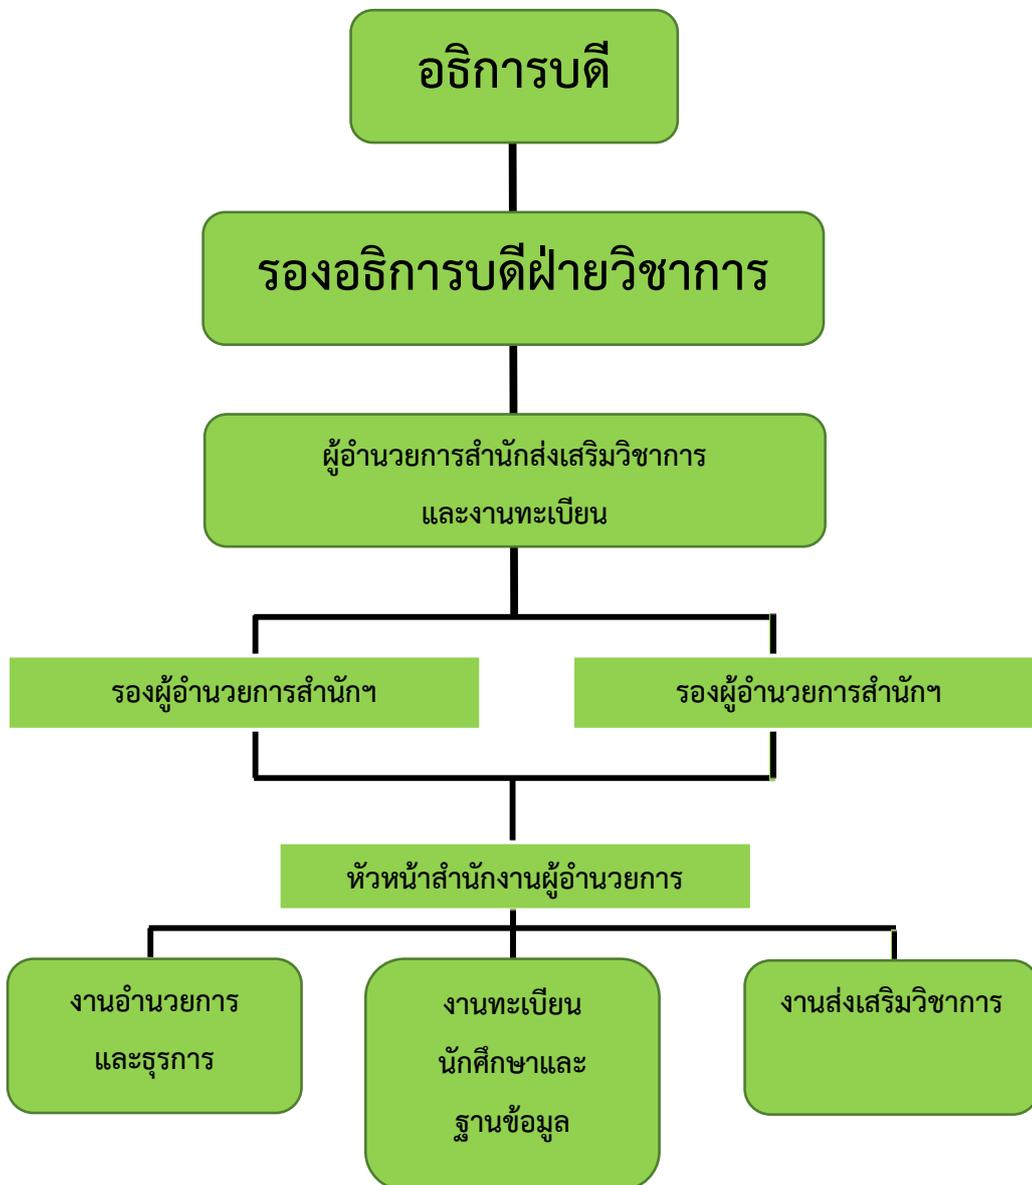 อธิการบดี
รองอธิการบดีฝ่ายวิชาการ
ผู้อำนวยการสำนักส่งเสริมวิชาการ
และงานทะเบียน
รองผู้อำนวยการสำนักฯ
รองผู้อำนวยการสำนักฯ
หัวหน้าสำนักงานผู้อำนวยการ
งานอำนวยการ
และธุรการ
งานทะเบียน
นักศึกษาและ
ฐานข้อมูล
งานส่งเสริมวิชาการ